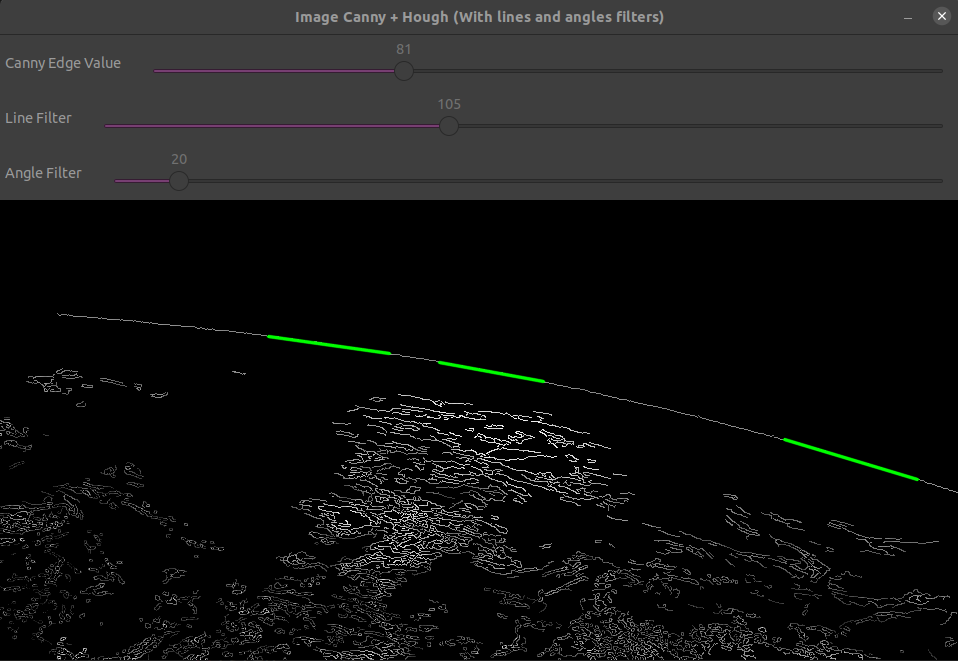 Image Canny + Hough (With lines and angles filters)
81
Canny Edge Value
105
Line Filter
20
Angle Filter